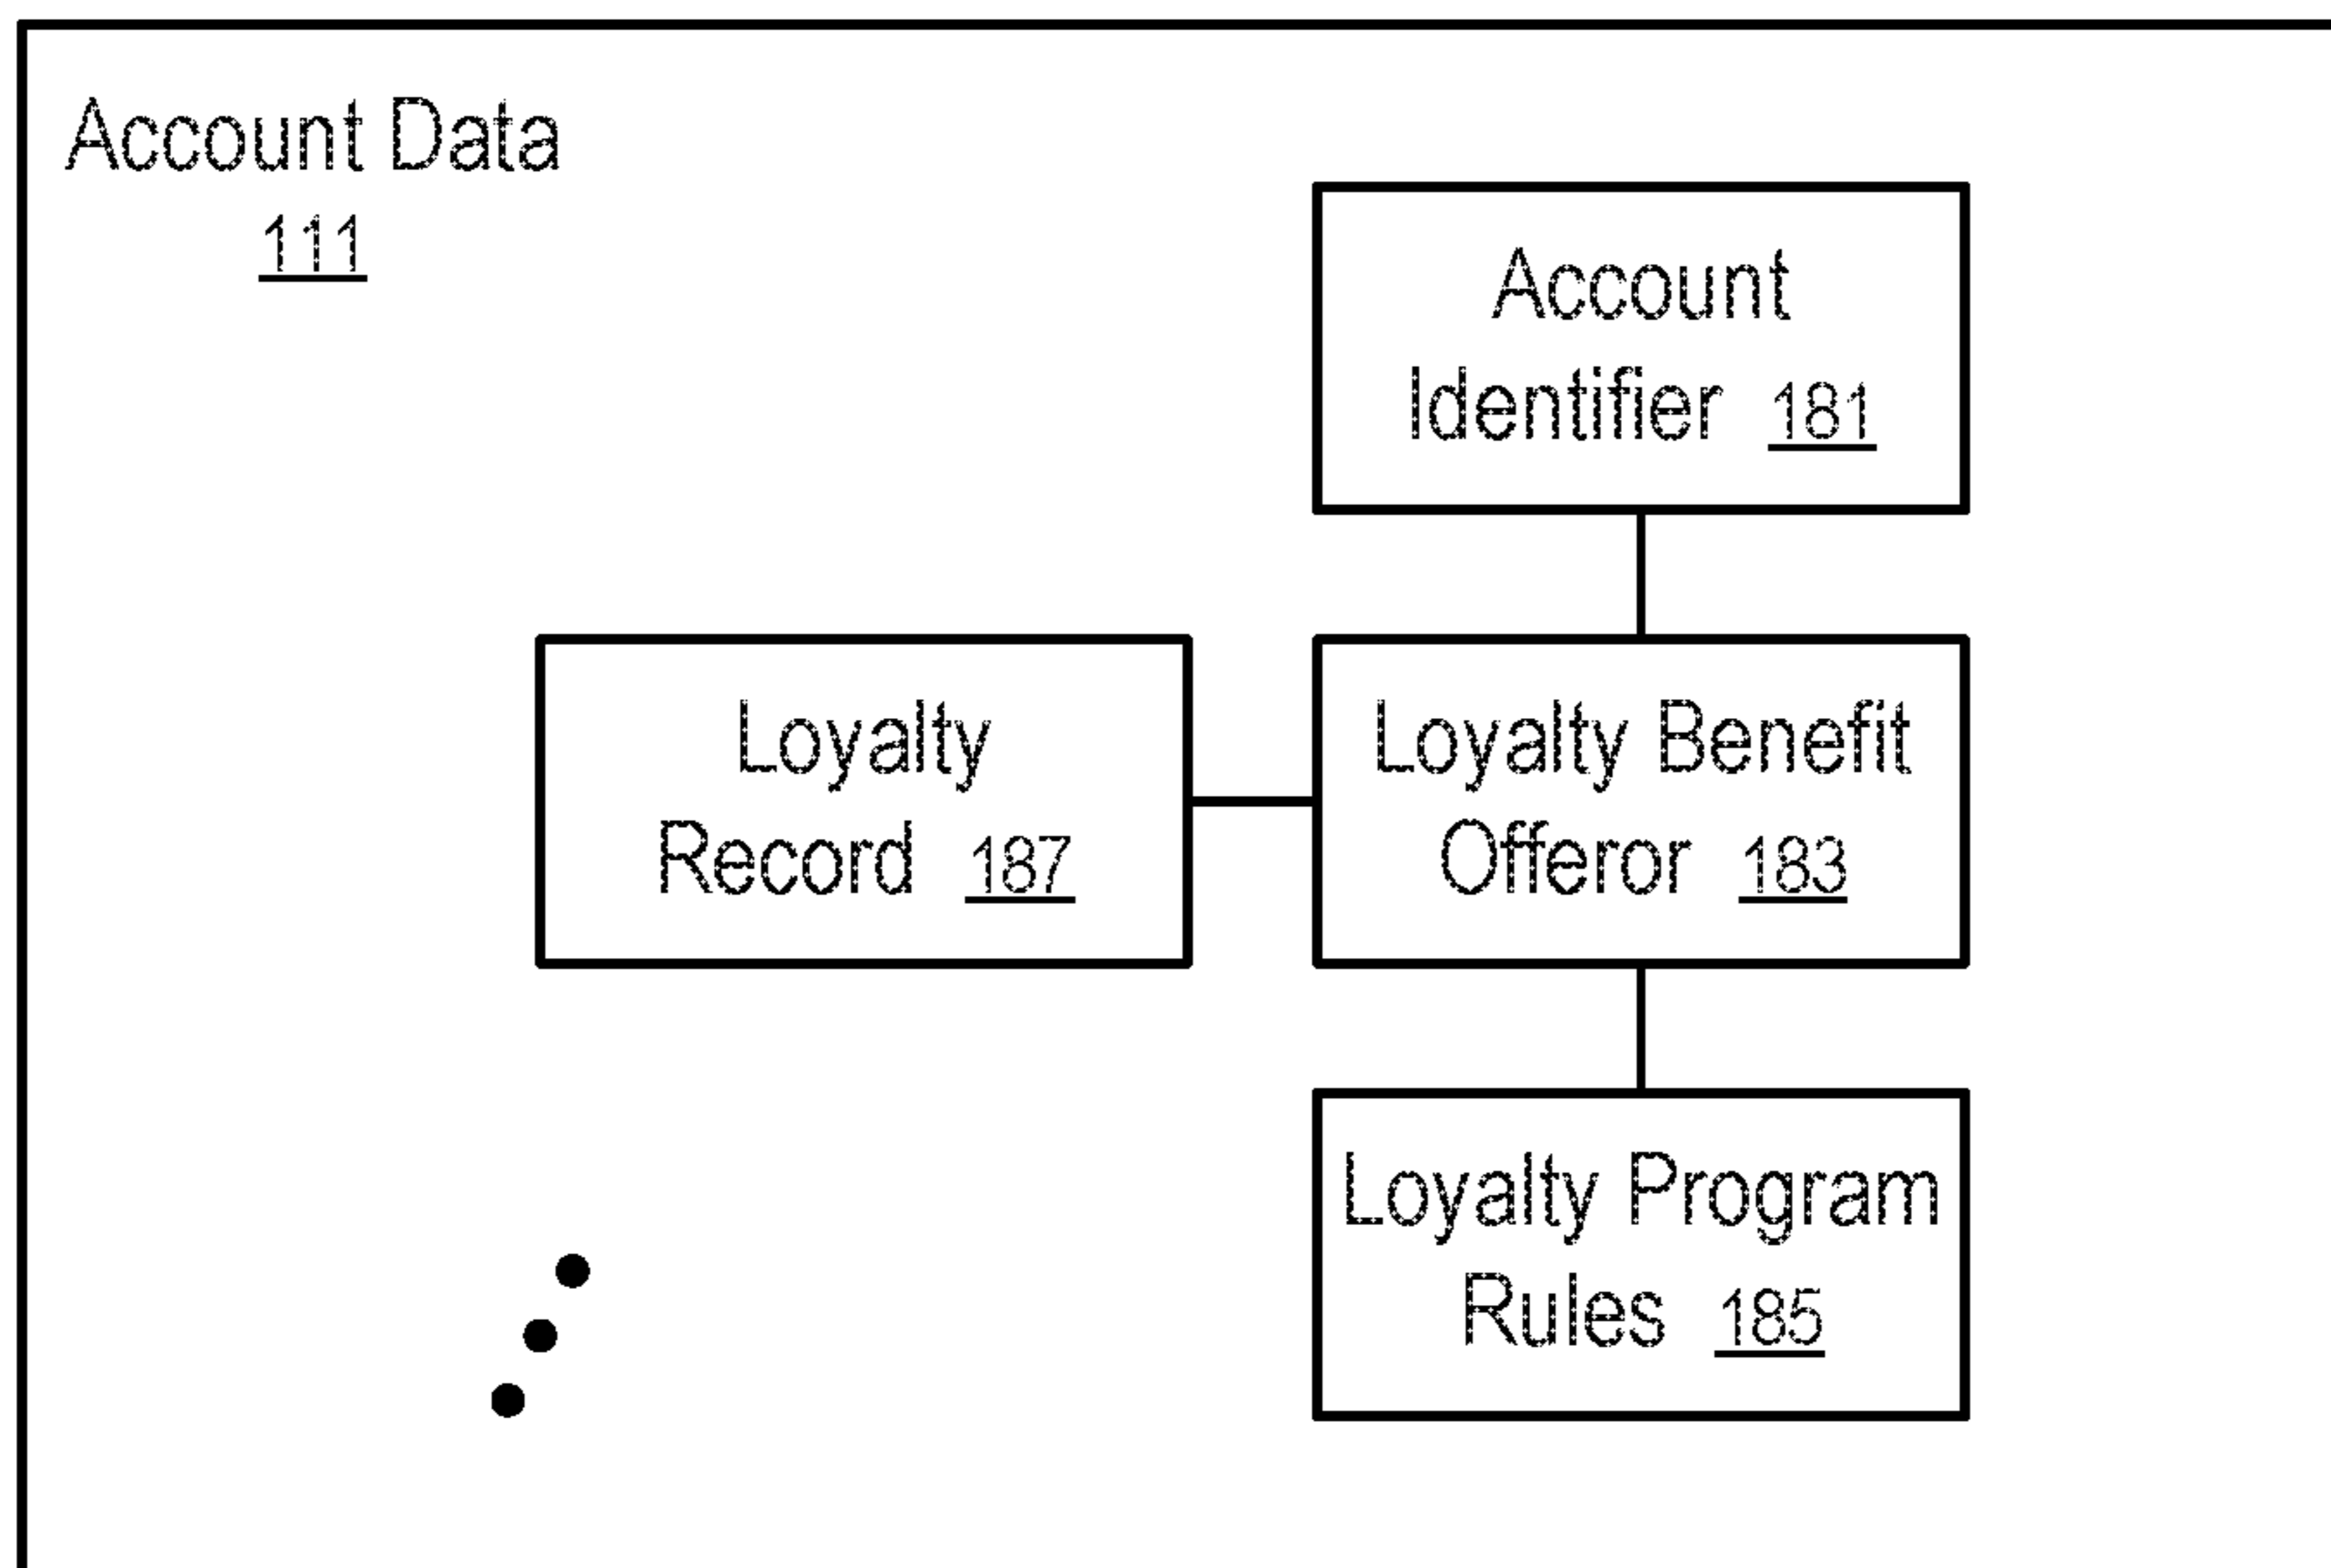 Account Data
111
Account
Identifier 181
Loyalty
Record 187
Loyalty Benefit
Offeror 183
Loyalty Program
Rules 185